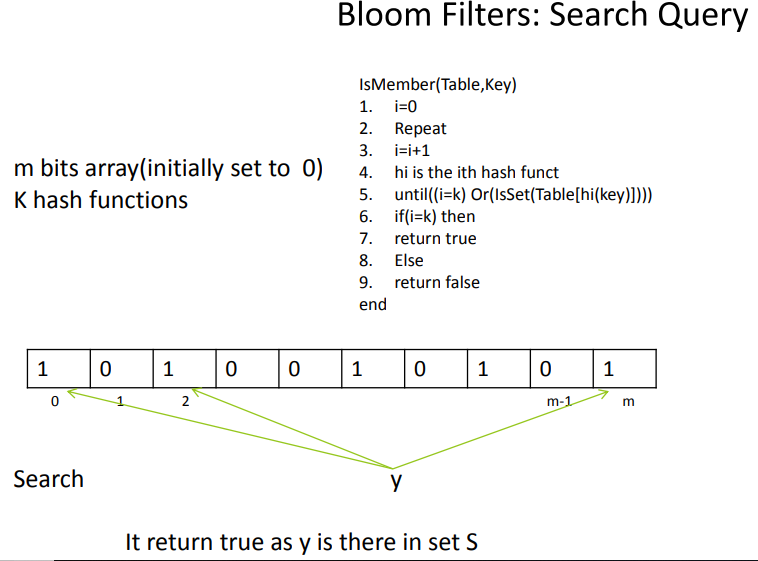 Bloom Filters: Search Query
IsMember(Table,Key)
1. i=0
2. Repeat
3. i=i+1
4. hi is the ith hash funct
5. until((i=k) Or(IsSet(Table[hi(key)])))
6. if(i=k) then
7. return true
8. Else
9. return false
end
m bits array(initially set to 0)
K hash functions
1 0 1 0 0 1 0 1 0 1
0 1 2 m-1 m
Search y
It return true as y is there in set S